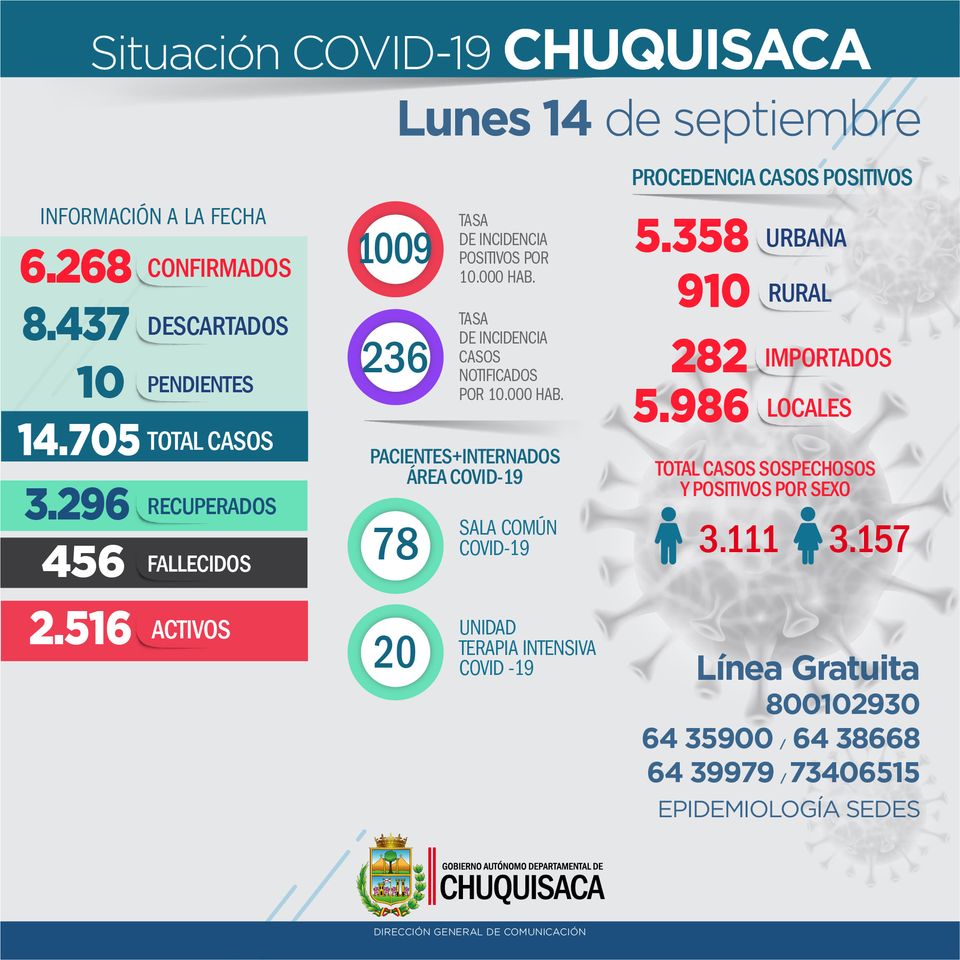 Situación COVID-19 CHUQUISACA
Lunes 14 de septiembre
INFORMACIÓN A LA FECHA
6.268 CONFIRMADOS
8.437 DESCARTADOS
10 PENDIENTES
14.705 TOTAL CASOS
3.296 RECUPERADOS
456 FALLECIDOS
2.516 ACTIVOS
1009
TASA
DE INCIDENCIA
POSITIVOS POR
10.000 HAB.
236
TASA
DE INCIDENCIA
CASOS
NOTIFICADOS
POR 10.000 HAB.
PACIENTES+INTERNADOS
ÁREA COVID-19
78
SALA COMÚN
COVID-19
20
UNIDAD
TERAPIA INTENSIVA
COVID -19
PROCEDENCIA CASOS POSITIVOS
5.358 URBANA
910 RURAL
282 IMPORTADOS
5.986 LOCALES
TOTAL CASOS SOSPECHOSOS
Y POSITIVOS POR SEXO
3.111 3.157
Línea Gratuita
800102930
64 35900 / 64 38668
64 39979 / 73406515
EPIDEMIOLOGÍA SEDES
GOBIERNO AUTÓNOMO DEPARTAMENTAL DE
CHUQUISACA
DIRECCIÓN GENERAL DE COMUNICACIÓN